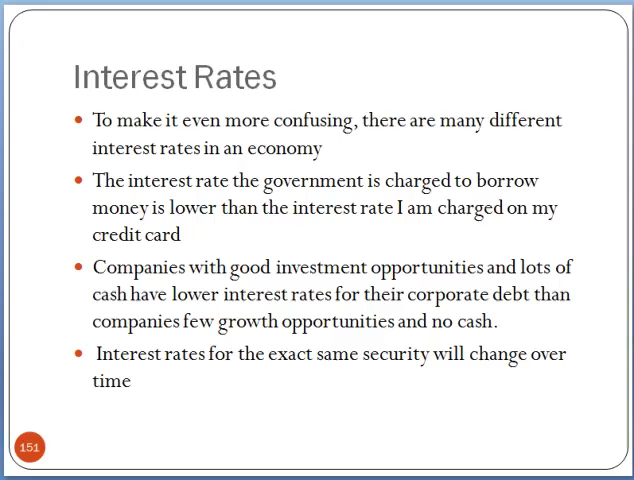 Interest Rates
• To make it even more confusing, there are many different
interest rates in an economy
• The interest rate the government is charged to borrow
money is lower than the interest rate I am charged on my
credit card
• Companies with good investment opportunities and lots of
cash have lower interest rates for their corporate debt than
companies few growth opportunities and no cash.
• Interest rates for the exact same security will change over
time
151